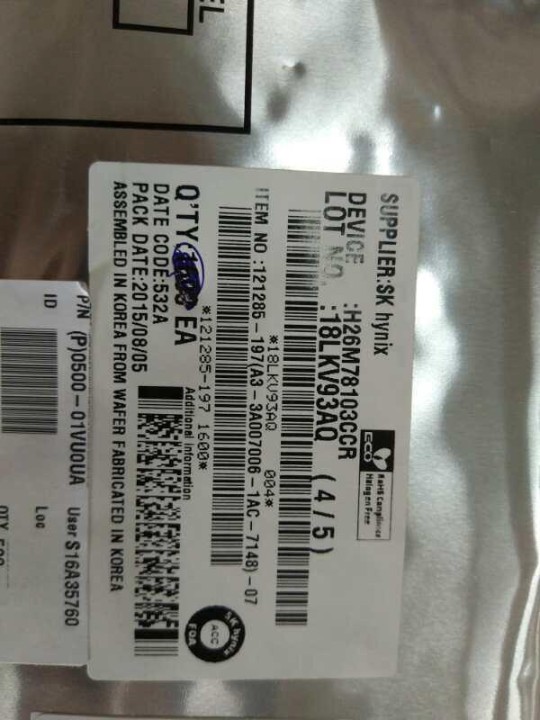 SUPPLIER:SK hynix
DEVICE :H26M78103CCR
LOT NO. :18LKV93AQ (4/5)
*18LKV93AQ 004*
ITEM NO :121285-197(A3-3A007006-1AC-7148)-07
*121285-197 1600*
Q'TY EA
DATE CODE:532A
PACK DATE:2015/08/05
ASSEMBLED IN KOREA FROM WAFER FABRICATED IN KOREA
Additional Information
ECO
RoHS Compliance
Halogen Free
SK hynix
ACC
FQA
P/N (P)0500-01VU0UA User S16A35760
ID
Loc
QTY
EL